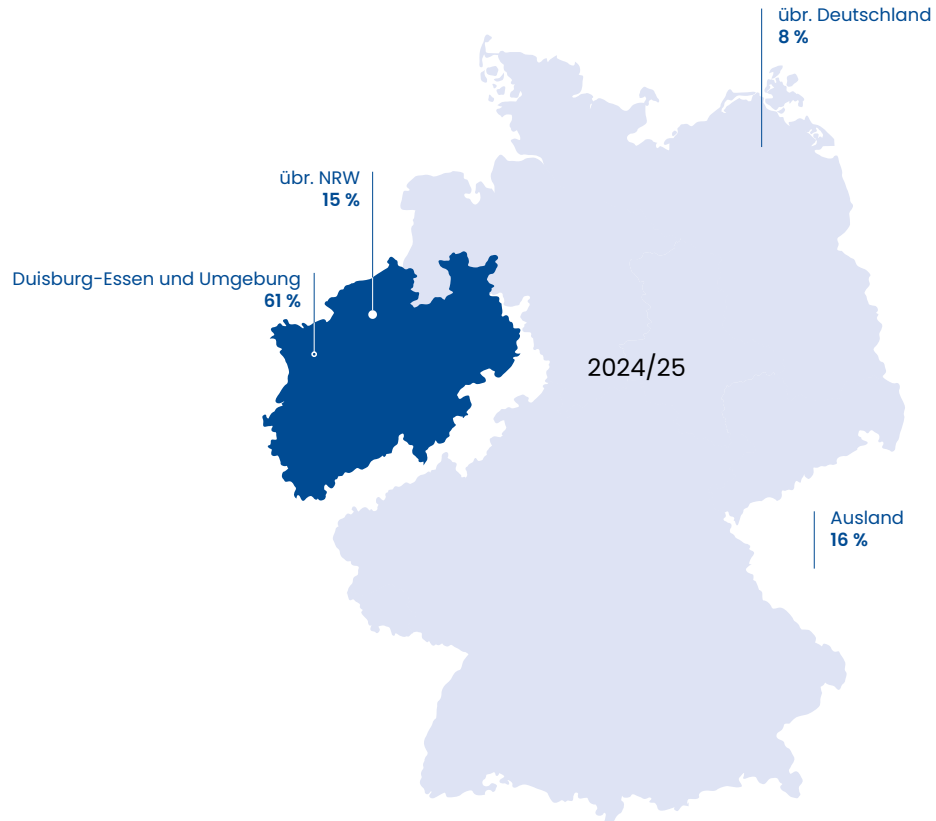 übr. Deutschland
8 %
übr. NRW
15 %
Duisburg-Essen und Umgebung
61 %
2024/25
Ausland
16 %